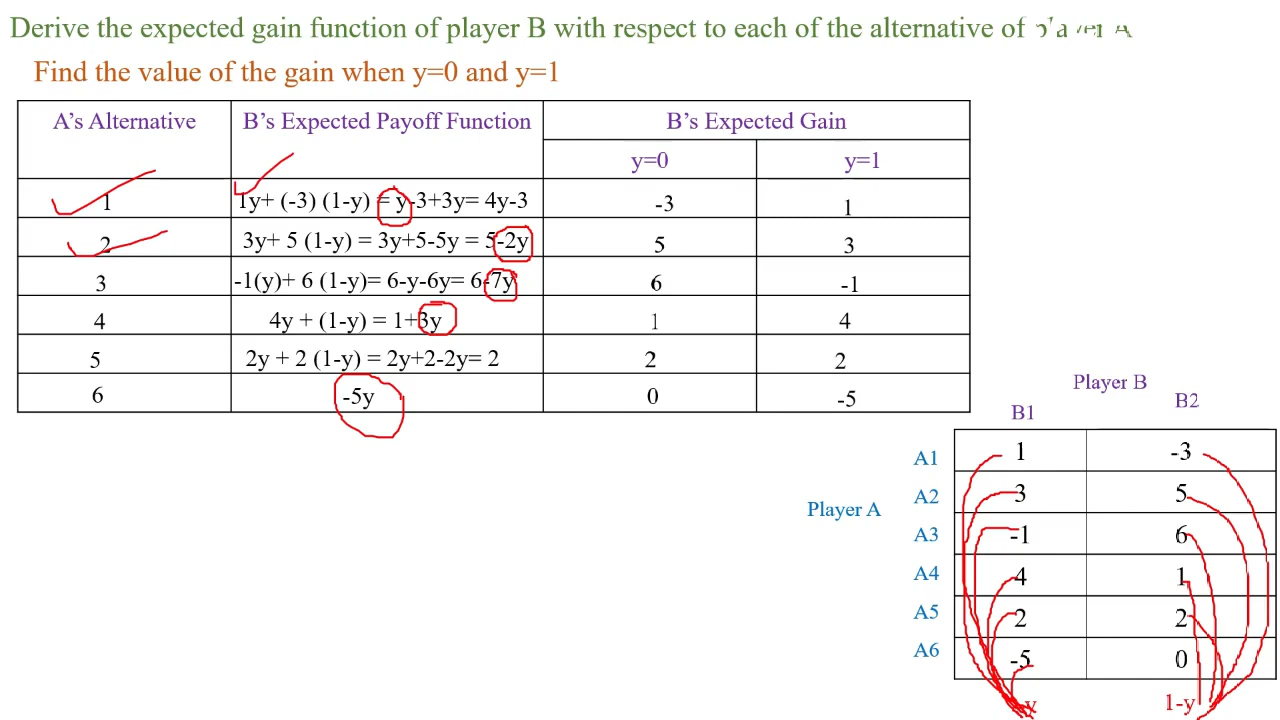 Derive the expected gain function of player B with respect to each of the alternative of
Find the value of the gain when y=0 and y=1
A's Alternative B's Expected Payoff Function B's Expected Gain
y=0 y=1
1 1y+ (-3) (1-y) = y-3+3y= 4y-3 -3 1
2 3y+ 5 (1-y) = 3y+5-5y = 5-2y 5 3
3 -1(y)+ 6 (1-y)= 6-y-6y= 6-7y 6 -1
4 4y + (1-y) = 1+3y 1 4
5 2y + 2 (1-y) = 2y+2-2y= 2 2 2
6 -5y 0 -5
Player B
B1 B2
Player A
A1 1 -3
A2 3 5
A3 -1 6
A4 4 1
A5 2 2
A6 -5 0
y 1-y